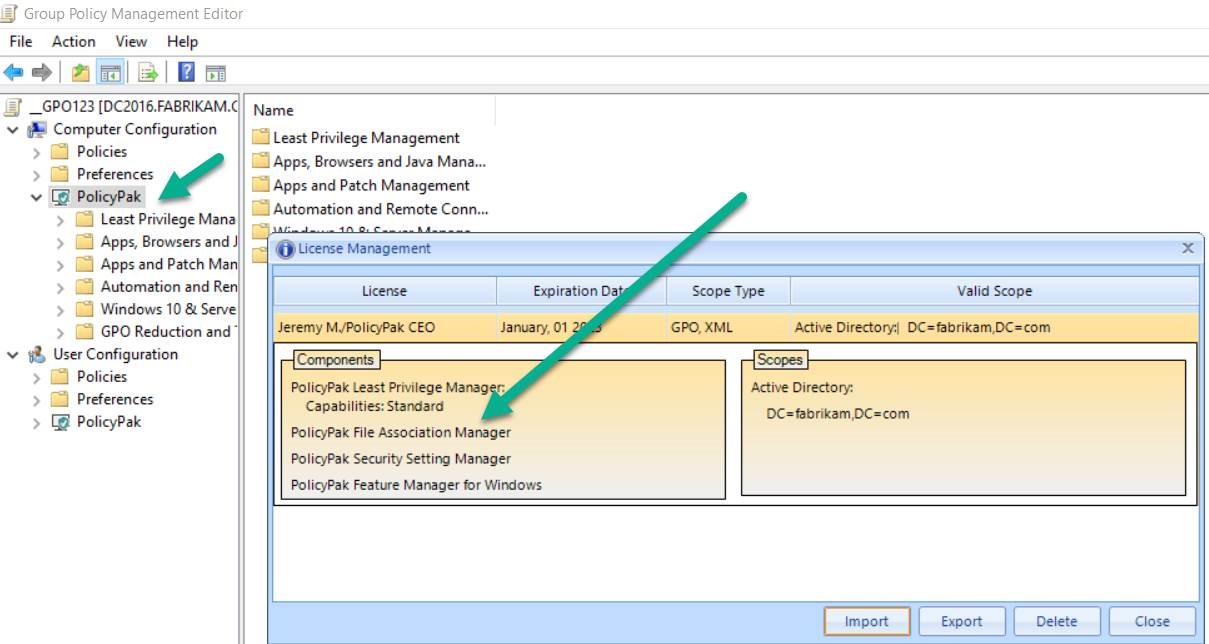 Group Policy Management Editor
File Action View Help
__GPO123 [DC2016.FABRIKAM.C
Computer Configuration
Policies
Preferences
PolicyPak
Least Privilege Mana
Apps, Browsers and J
Apps and Patch Man
Automation and Ren
Windows 10 & Serve
GPO Reduction and
User Configuration
Policies
Preferences
PolicyPak
Name
Least Privilege Management
Apps, Browsers and Java Mana...
Apps and Patch Management
Automation and Remote Conn...
Windows 10 & Server Manage
License Management
License Expiration Date Scope Type Valid Scope
Jeremy M./PolicyPak CEO January, 01 GPO, XML Active Directory: DC=fabrikam,DC=com
Components
PolicyPak Least Privilege Manager:
Capabilities: Standard
PolicyPak File Association Manager
PolicyPak Security Setting Manager
PolicyPak Feature Manager for Windows
Scopes
Active Directory:
DC=fabrikam,DC=com
Import Export Delete Close